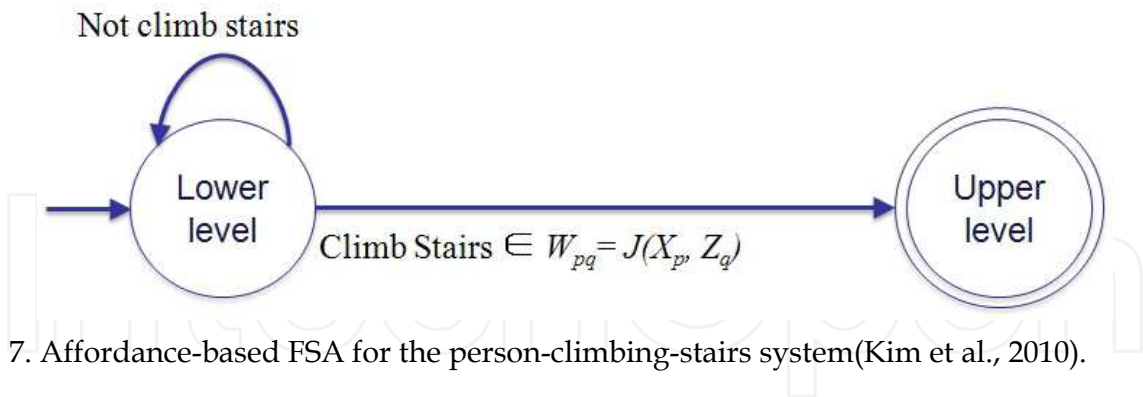 Not climb stairs
Lower
level
Upper
level
Climb Stairs ∈ W_pq = J(X_p, Z_q)
7. Affordance-based FSA for the person-climbing-stairs system(Kim et al., 2010).